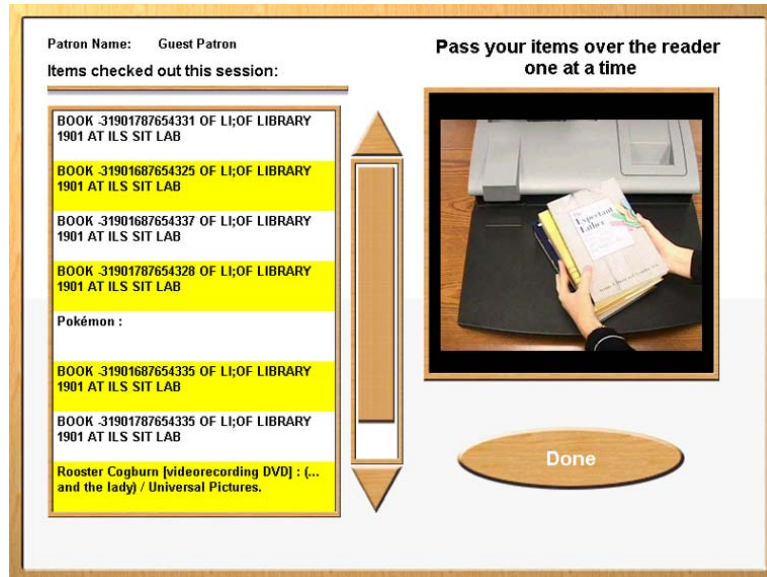 Patron Name: Guest Patron
Items checked out this session:
BOOK -31901787654331 OF LI;OF LIBRARY
1901 AT ILS SIT LAB
BOOK -31901687654325 OF LI;OF LIBRARY
1901 AT ILS SIT LAB
BOOK -31901687654337 OF LI;OF LIBRARY
1901 AT ILS SIT LAB
BOOK -31901787654328 OF LI;OF LIBRARY
1901 AT ILS SIT LAB
Pokémon :
BOOK -31901687654335 OF LI;OF LIBRARY
1901 AT ILS SIT LAB
BOOK -31901787654335 OF LI;OF LIBRARY
1901 AT ILS SIT LAB
Rooster Cogburn [videorecording DVD] : (...
and the lady) / Universal Pictures.
Pass your items over the reader
one at a time
The
Expectant
Father
Done